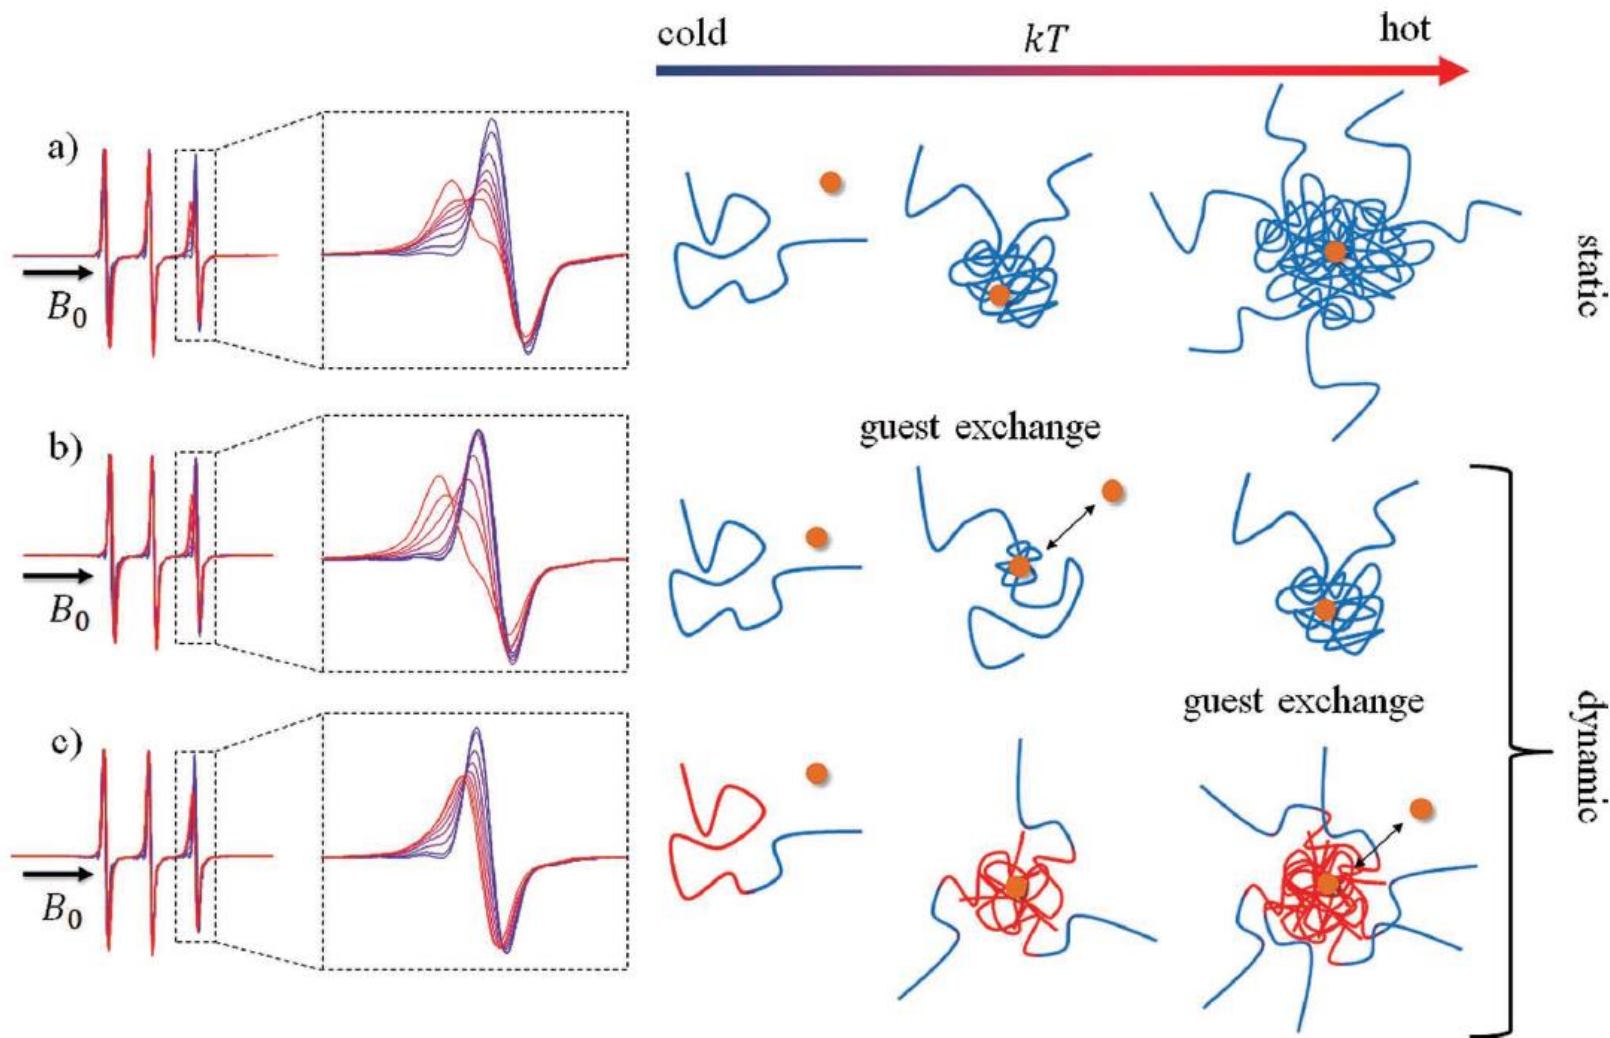 cold
kT
hot
a)
B₀
static
b)
guest exchange
B₀
guest exchange
c)
dynamic
B₀